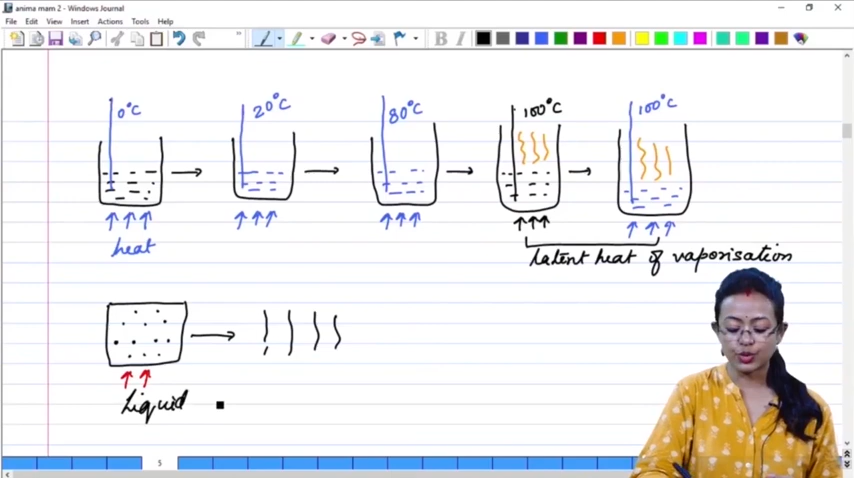 anima mam 2 - Windows Journal
File Edit View Insert Actions Tools Help
B I
0°C 20°C 80°C 100°C 100°C
heat
latent heat of vaporisation
Liquid
5